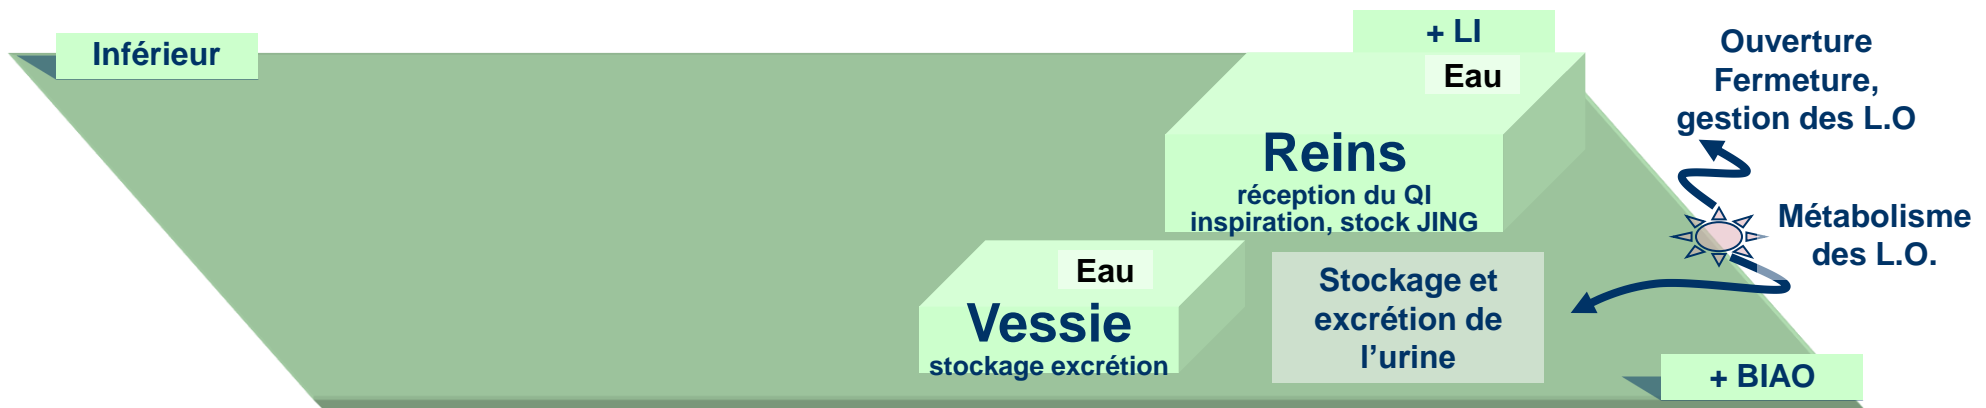 Inférieur
+ LI
Eau
Reins
réception du QI
inspiration, stock JING
Ouverture
Fermeture,
gestion des L.O
Métabolisme
des L.O.
Eau
Vessie
stockage excrétion
Stockage et
excrétion de
l’urine
+ BIAO